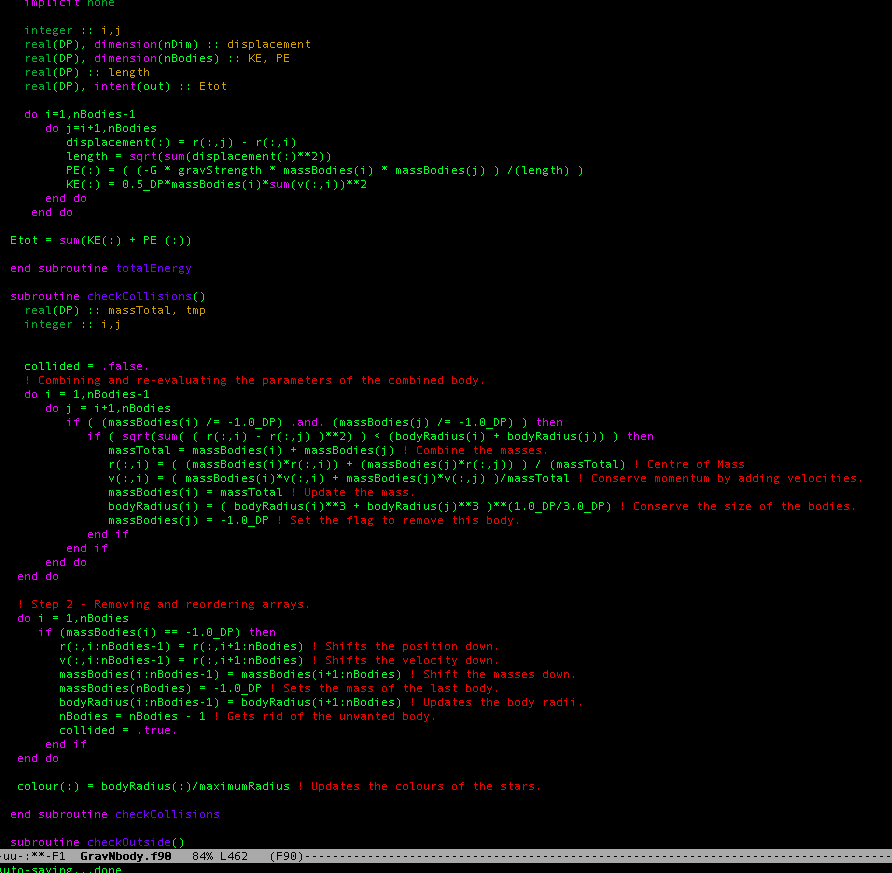 implicit none
integer :: i,j
real(DP), dimension(nDim) :: displacement
real(DP), dimension(nBodies) :: KE, PE
real(DP) :: length
real(DP), intent(out) :: Etot
do i=1,nBodies-1
do j=i+1,nBodies
displacement(:) = r(:,j) - r(:,i)
length = sqrt(sum(displacement(:)**2))
PE(:) = ( (-G * gravStrength * massBodies(i) * massBodies(j) ) /(length) )
KE(:) = 0.5_DP*massBodies(i)*sum(v(:,i))**2
end do
end do
Etot = sum(KE(:) + PE (:))
end subroutine totalEnergy
subroutine checkCollisions()
real(DP) :: massTotal, tmp
integer :: i,j
collided = .false.
! Combining and re-evaluating the parameters of the combined body.
do i = 1,nBodies-1
do j = i+1,nBodies
if ( (massBodies(i) /= -1.0_DP) .and. (massBodies(j) /= -1.0_DP) ) then
if ( sqrt(sum( ( r(:,i) - r(:,j) )**2) ) < (bodyRadius(i) + bodyRadius(j)) ) then
massTotal = massBodies(i) + massBodies(j) ! Combine the masses.
r(:,i) = ( (massBodies(i)*r(:,i)) + (massBodies(j)*r(:,j)) ) / (massTotal) ! Centre of Mass
v(:,i) = ( massBodies(i)*v(:,i) + massBodies(j)*v(:,j) )/massTotal ! Conserve momentum by adding velocities.
massBodies(i) = massTotal ! Update the mass.
bodyRadius(i) = ( bodyRadius(i)**3 + bodyRadius(j)**3 )**(1.0_DP/3.0_DP) ! Conserve the size of the bodies.
massBodies(j) = -1.0_DP ! Set the flag to remove this body.
end if
end if
end do
end do
! Step 2 - Removing and reordering arrays.
do i = 1,nBodies
if (massBodies(i) == -1.0_DP) then
r(:,i:nBodies-1) = r(:,i+1:nBodies) ! Shifts the position down.
v(:,i:nBodies-1) = r(:,i+1:nBodies) ! Shifts the velocity down.
massBodies(i:nBodies-1) = massBodies(i+1:nBodies) ! Shift the masses down.
massBodies(nBodies) = -1.0_DP ! Sets the mass of the last body.
bodyRadius(i:nBodies-1) = bodyRadius(i+1:nBodies) ! Updates the body radii.
nBodies = nBodies - 1 ! Gets rid of the unwanted body.
collided = .true.
end if
end do
colour(:) = bodyRadius(:)/maximumRadius ! Updates the colours of the stars.
end subroutine checkCollisions
subroutine checkOutside()
-uu-:**-F1 GravNbody.f90 84% L462 (F90)----------------------------------------------------------------------------------
auto-saving...done